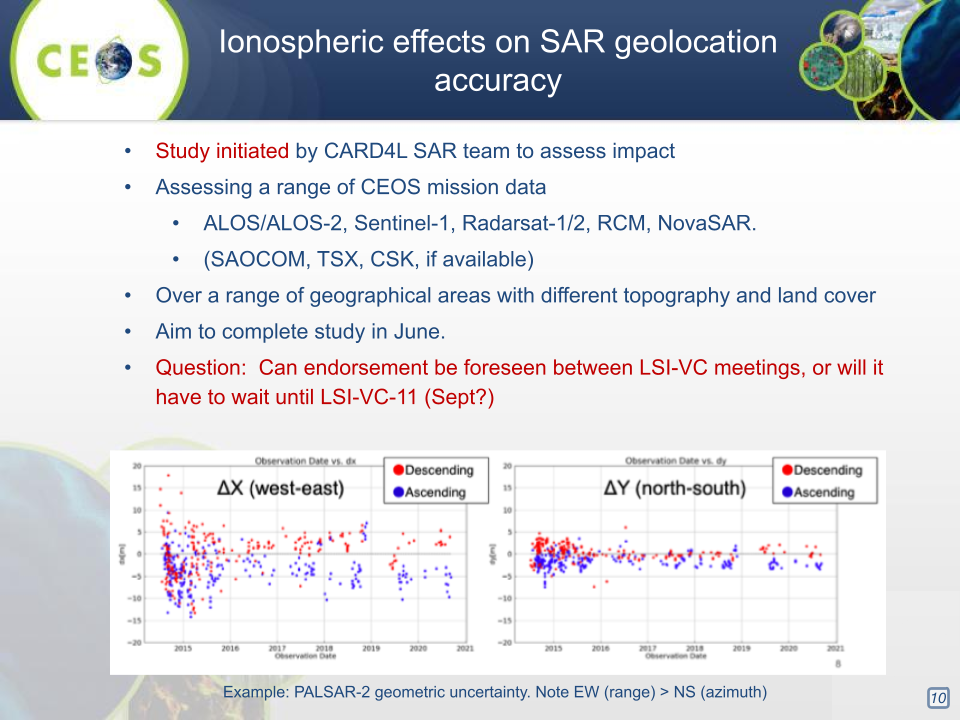 CEOS
Ionospheric effects on SAR geolocation
accuracy
• Study initiated by CARD4L SAR team to assess impact
• Assessing a range of CEOS mission data
• ALOS/ALOS-2, Sentinel-1, Radarsat-1/2, RCM, NovaSAR.
• (SAOCOM, TSX, CSK, if available)
• Over a range of geographical areas with different topography and land cover
• Aim to complete study in June.
• Question: Can endorsement be foreseen between LSI-VC meetings, or will it
have to wait until LSI-VC-11 (Sept?)
Observation Date vs. dx
ΔX (west-east)
Descending
Ascending
20
15
10
5
0
−5
−10
−15
−20
dx[m]
2015 2016 2017 2018 2019 2020 2021
Observation Date
Observation Date vs. dy
ΔY (north-south)
Descending
Ascending
20
15
10
5
0
−5
−10
−15
−20
dy[m]
2015 2016 2017 2018 2019 2020 2021
Observation Date
8
Example: PALSAR-2 geometric uncertainty. Note EW (range) > NS (azimuth)
10